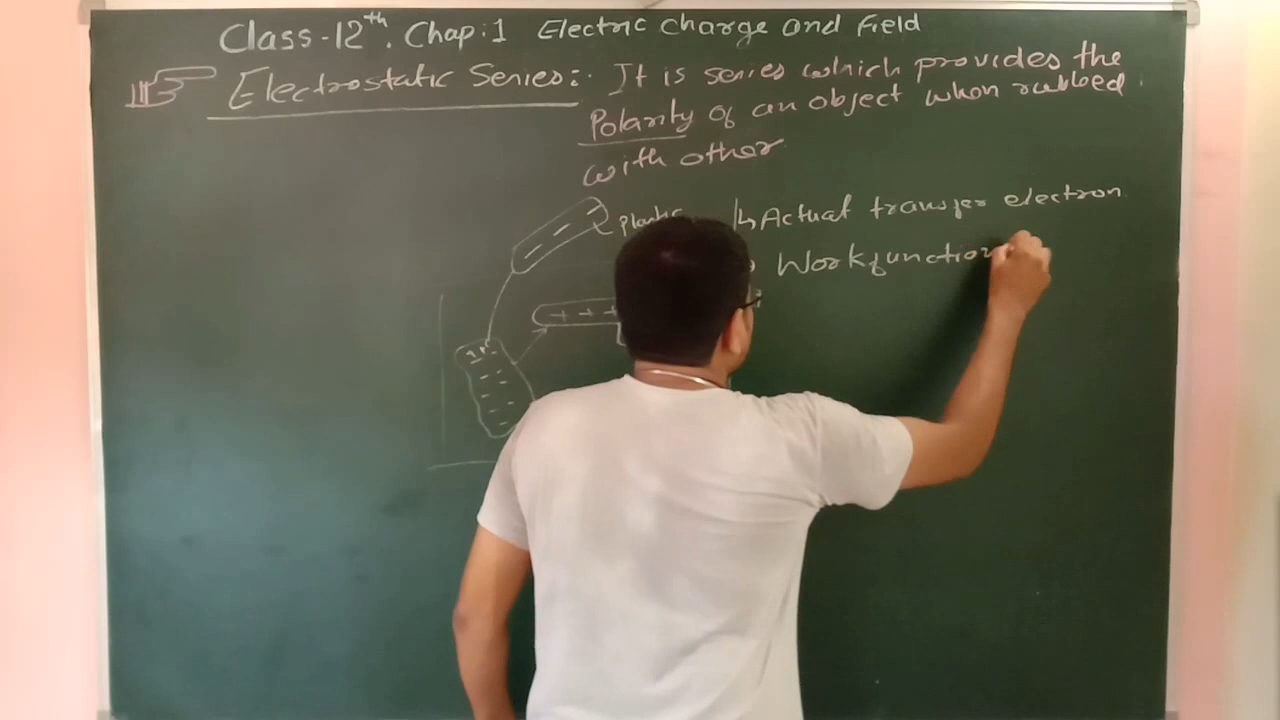 Class-12th. Chap:1 Electric Charge and Field
Electrostatic Series:- It is series which provides the
Polarity of an object when rubbed
with other
Actual transfer electron
Workfunction